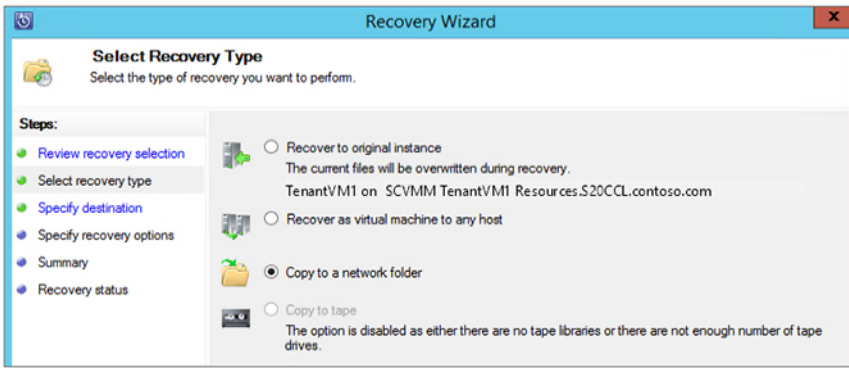 Recovery Wizard
x
Select Recovery Type
Select the type of recovery you want to perform.
Steps:
Review recovery selection
Select recovery type
Specify destination
Specify recovery options
Summary
Recovery status
Recover to original instance
The current files will be overwritten during recovery.
TenantVM1 on SCVMM TenantVM1 Resources.S20CCL.contoso.com
Recover as virtual machine to any host
Copy to a network folder
Copy to tape
The option is disabled as either there are no tape libraries or there are not enough number of tape
drives.